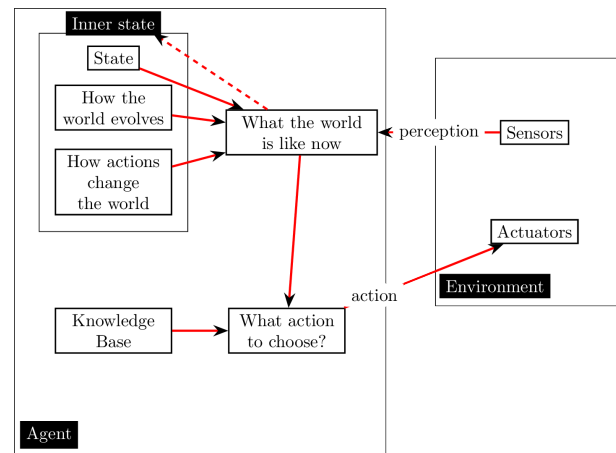 Inner state
State
How the
world evolves
How actions
change
the world
What the world
is like now
perception
Sensors
Actuators
action
Environment
Knowledge
Base
What action
to choose?
Agent